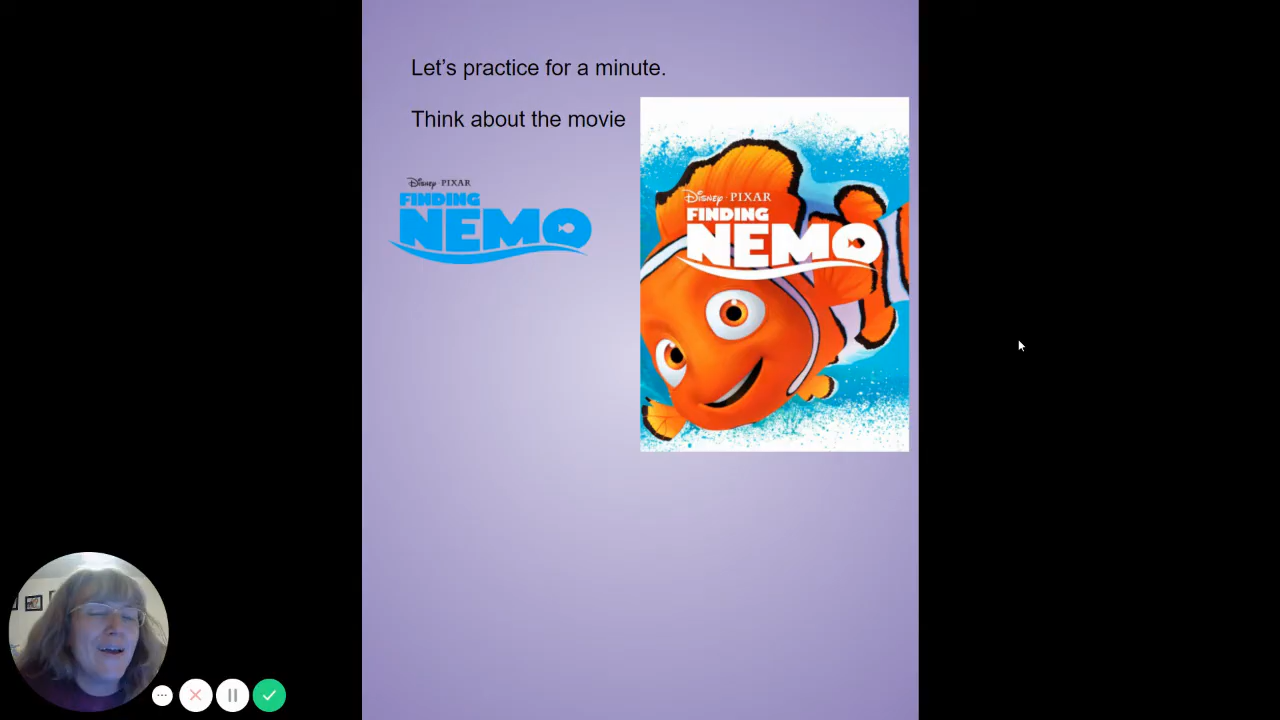 Let’s practice for a minute.
Think about the movie
Disney · PIXAR
FINDING
NEMO
Disney · PIXAR
FINDING
NEMO